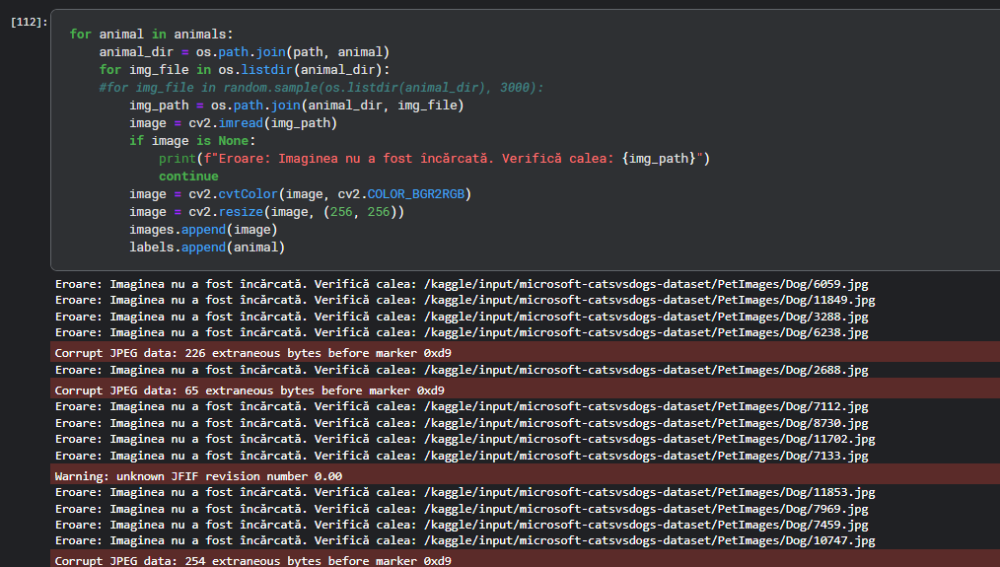 [112]:
for animal in animals:
    animal_dir = os.path.join(path, animal)
    for img_file in os.listdir(animal_dir):
    #for img_file in random.sample(os.listdir(animal_dir), 3000):
        img_path = os.path.join(animal_dir, img_file)
        image = cv2.imread(img_path)
        if image is None:
            print(f"Eroare: Imaginea nu a fost încărcată. Verifică calea: {img_path}")
            continue
        image = cv2.cvtColor(image, cv2.COLOR_BGR2RGB)
        image = cv2.resize(image, (256, 256))
        images.append(image)
        labels.append(animal)
Eroare: Imaginea nu a fost încărcată. Verifică calea: /kaggle/input/microsoft-catsvsdogs-dataset/PetImages/Dog/6059.jpg
Eroare: Imaginea nu a fost încărcată. Verifică calea: /kaggle/input/microsoft-catsvsdogs-dataset/PetImages/Dog/11849.jpg
Eroare: Imaginea nu a fost încărcată. Verifică calea: /kaggle/input/microsoft-catsvsdogs-dataset/PetImages/Dog/3288.jpg
Eroare: Imaginea nu a fost încărcată. Verifică calea: /kaggle/input/microsoft-catsvsdogs-dataset/PetImages/Dog/6238.jpg
Corrupt JPEG data: 226 extraneous bytes before marker 0xd9
Eroare: Imaginea nu a fost încărcată. Verifică calea: /kaggle/input/microsoft-catsvsdogs-dataset/PetImages/Dog/2688.jpg
Corrupt JPEG data: 65 extraneous bytes before marker 0xd9
Eroare: Imaginea nu a fost încărcată. Verifică calea: /kaggle/input/microsoft-catsvsdogs-dataset/PetImages/Dog/7112.jpg
Eroare: Imaginea nu a fost încărcată. Verifică calea: /kaggle/input/microsoft-catsvsdogs-dataset/PetImages/Dog/8730.jpg
Eroare: Imaginea nu a fost încărcată. Verifică calea: /kaggle/input/microsoft-catsvsdogs-dataset/PetImages/Dog/11702.jpg
Eroare: Imaginea nu a fost încărcată. Verifică calea: /kaggle/input/microsoft-catsvsdogs-dataset/PetImages/Dog/7133.jpg
Warning: unknown JFIF revision number 0.00
Eroare: Imaginea nu a fost încărcată. Verifică calea: /kaggle/input/microsoft-catsvsdogs-dataset/PetImages/Dog/11853.jpg
Eroare: Imaginea nu a fost încărcată. Verifică calea: /kaggle/input/microsoft-catsvsdogs-dataset/PetImages/Dog/7969.jpg
Eroare: Imaginea nu a fost încărcată. Verifică calea: /kaggle/input/microsoft-catsvsdogs-dataset/PetImages/Dog/7459.jpg
Eroare: Imaginea nu a fost încărcată. Verifică calea: /kaggle/input/microsoft-catsvsdogs-dataset/PetImages/Dog/10747.jpg
Corrupt JPEG data: 254 extraneous bytes before marker 0xd9